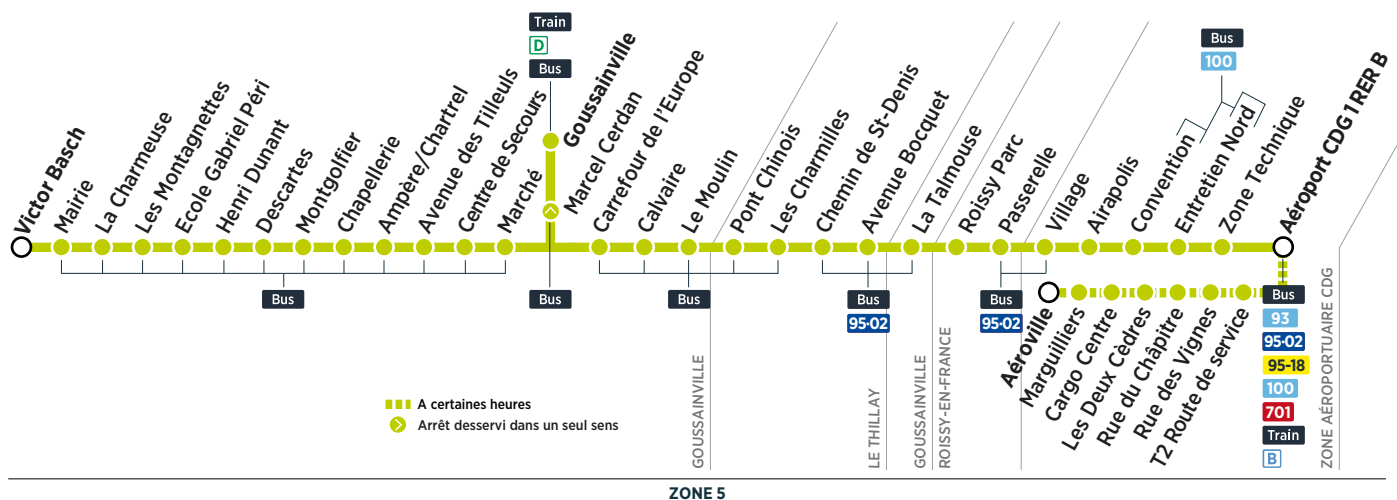 Train
D
Bus
Bus
100
Victor Basch
Mairie
La Charmeuse
Les Montagnettes
Ecole Gabriel Péri
Henri Dunant
Descartes
Montgolfier
Chapellerie
Ampère/Chartrel
Avenue des Tilleuls
Centre de Secours
Marché
Goussainville
Marcel Cerdan
Carrefour de l'Europe
Calvaire
Le Moulin
Pont Chinois
Les Charmilles
Chemin de St-Denis
Avenue Bocquet
La Talmouse
Roissy Parc
Passerelle
Village
Airapolis
Convention
Entretien Nord
Zone Technique
Aéroport CDG 1 RER B
Bus
Bus
Bus
Bus
95-02
Bus
95-02
Aéroville
Marguilliers
Cargo Centre
Les Deux Cèdres
Rue du Châpitre
Rue des Vignes
T2 Route de service
Bus
93
95-02
95-18
100
701
Train
B
A certaines heures
Arrêt desservi dans un seul sens
GOUSSAINVILLE
LE THILLAY
GOUSSAINVILLE
ROISSY-EN-FRANCE
ZONE AÉROPORTUAIRE CDG
ZONE 5